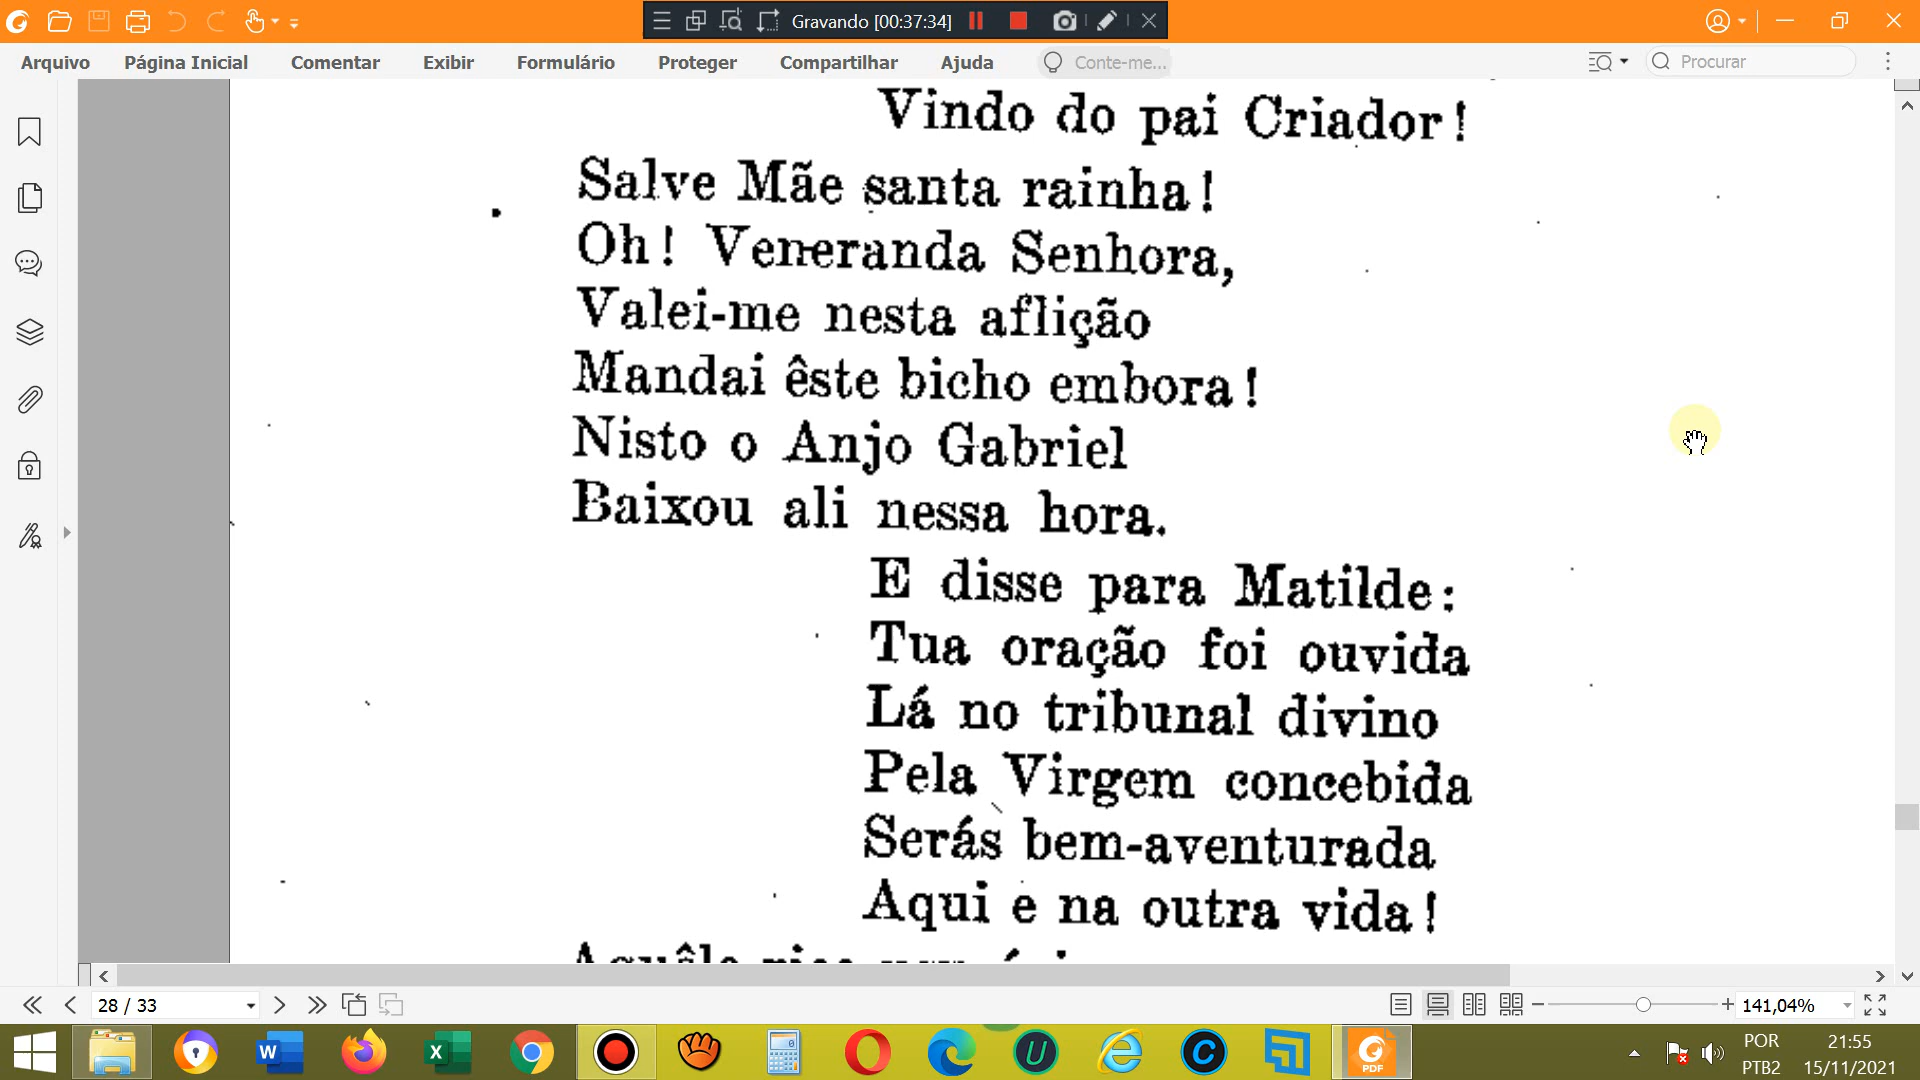 Gravando [00:37:34]
Arquivo Página Inicial Comentar Exibir Formulário Proteger Compartilhar Ajuda Conte-me... Procurar
Vindo do pai Criador!
Salve Mãe santa rainha!
Oh! Veneranda Senhora,
Valei-me nesta aflição
Mandai êste bicho embora!
Nisto o Anjo Gabriel
Baixou ali nessa hora.
E disse para Matilde:
Tua oração foi ouvida
Lá no tribunal divino
Pela Virgem concebida
Serás bem-aventurada
Aqui e na outra vida!
28 / 33
141,04%
POR 21:55
PTB2 15/11/2021